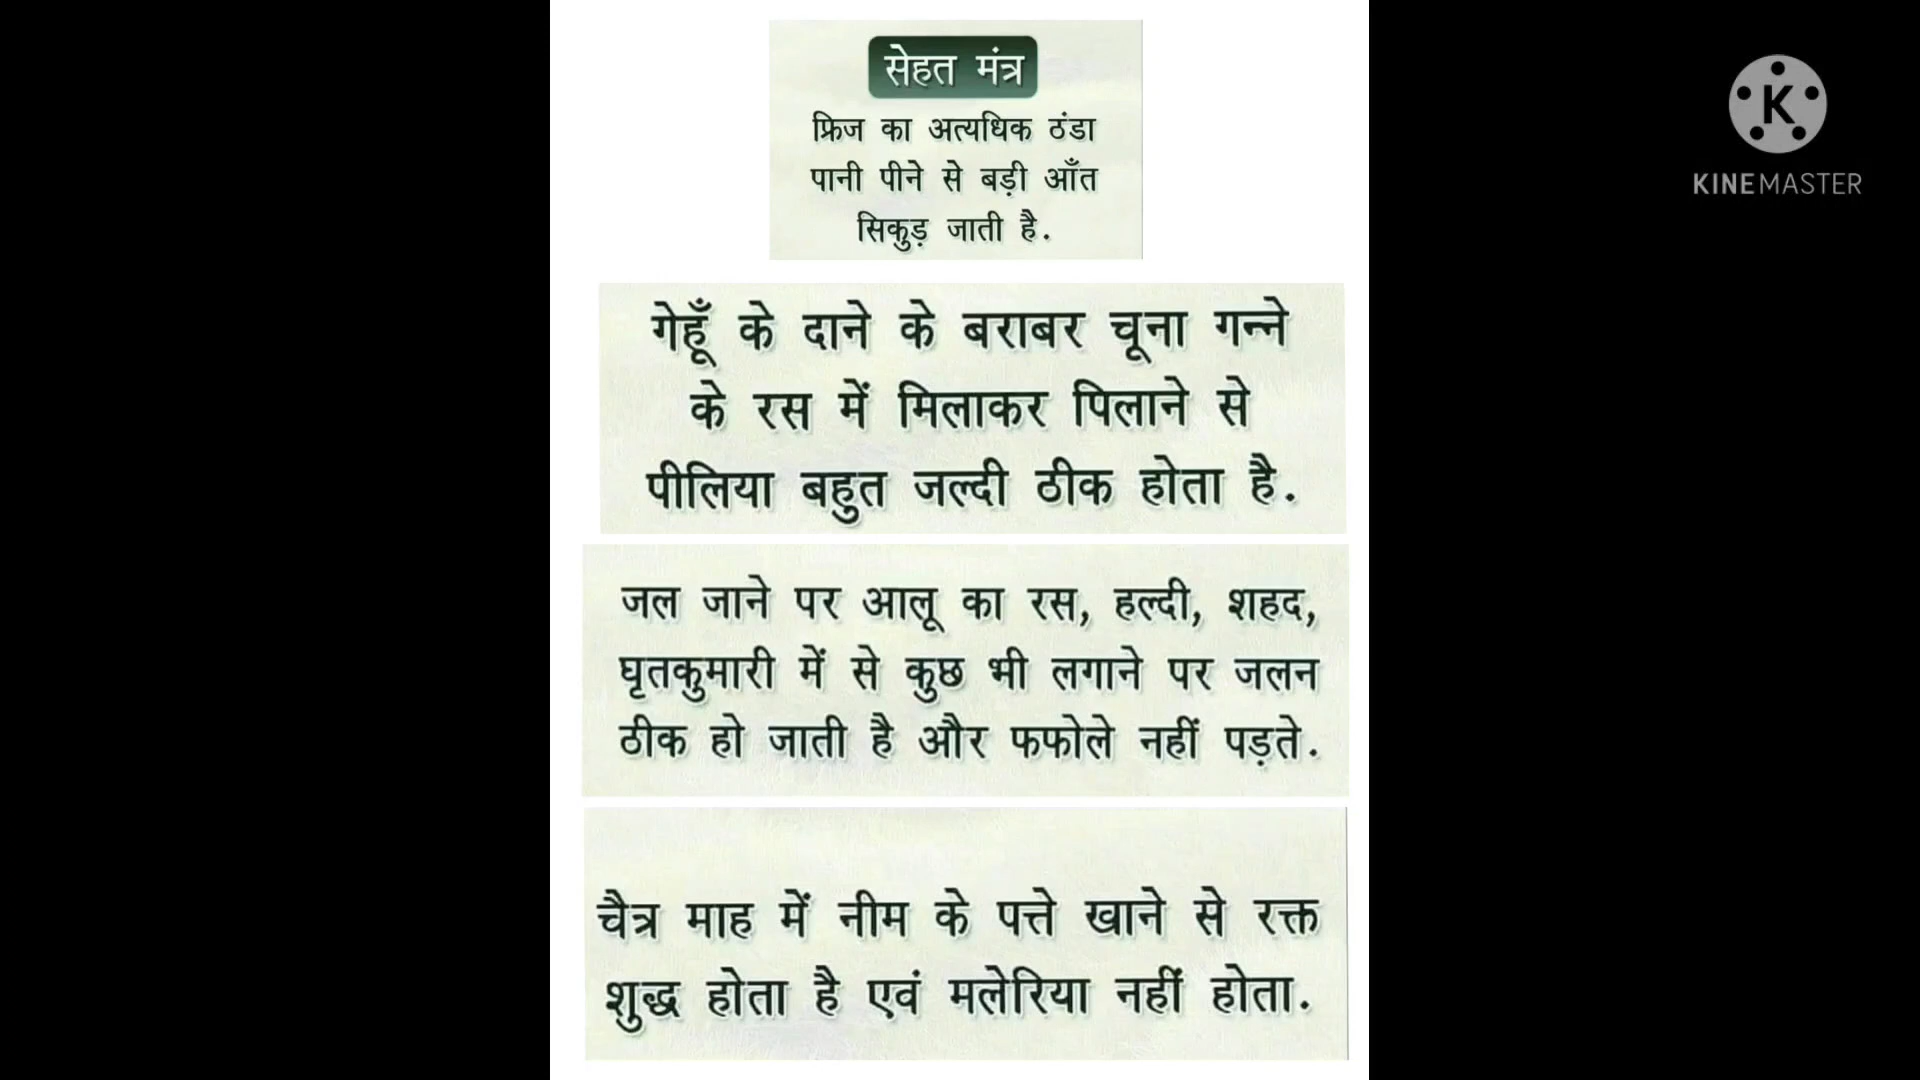 सेहत मंत्र
फ्रिज का अत्यधिक ठंडा
पानी पीने से बड़ी आँत
सिकुड़ जाती है.
गेहूँ के दाने के बराबर चूना गन्ने
के रस में मिलाकर पिलाने से
पीलिया बहुत जल्दी ठीक होता है.
जल जाने पर आलू का रस, हल्दी, शहद,
घृतकुमारी में से कुछ भी लगाने पर जलन
ठीक हो जाती है और फफोले नहीं पड़ते.
चैत्र माह में नीम के पत्ते खाने से रक्त
शुद्ध होता है एवं मलेरिया नहीं होता.
K
KINEMASTER